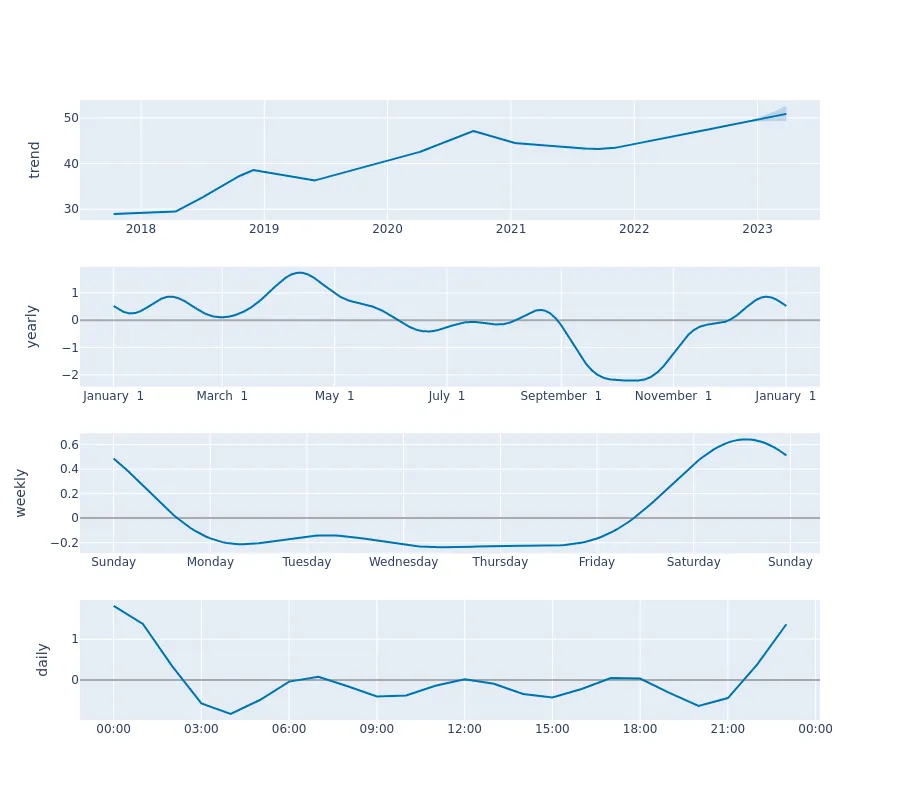 trend
50
40
30
2018 2019 2020 2021 2022 2023
yearly
1
0
−1
−2
January 1 March 1 May 1 July 1 September 1 November 1 January 1
weekly
0.6
0.4
0.2
0
−0.2
Sunday Monday Tuesday Wednesday Thursday Friday Saturday Sunday
daily
1
0
00:00 03:00 06:00 09:00 12:00 15:00 18:00 21:00 00:00